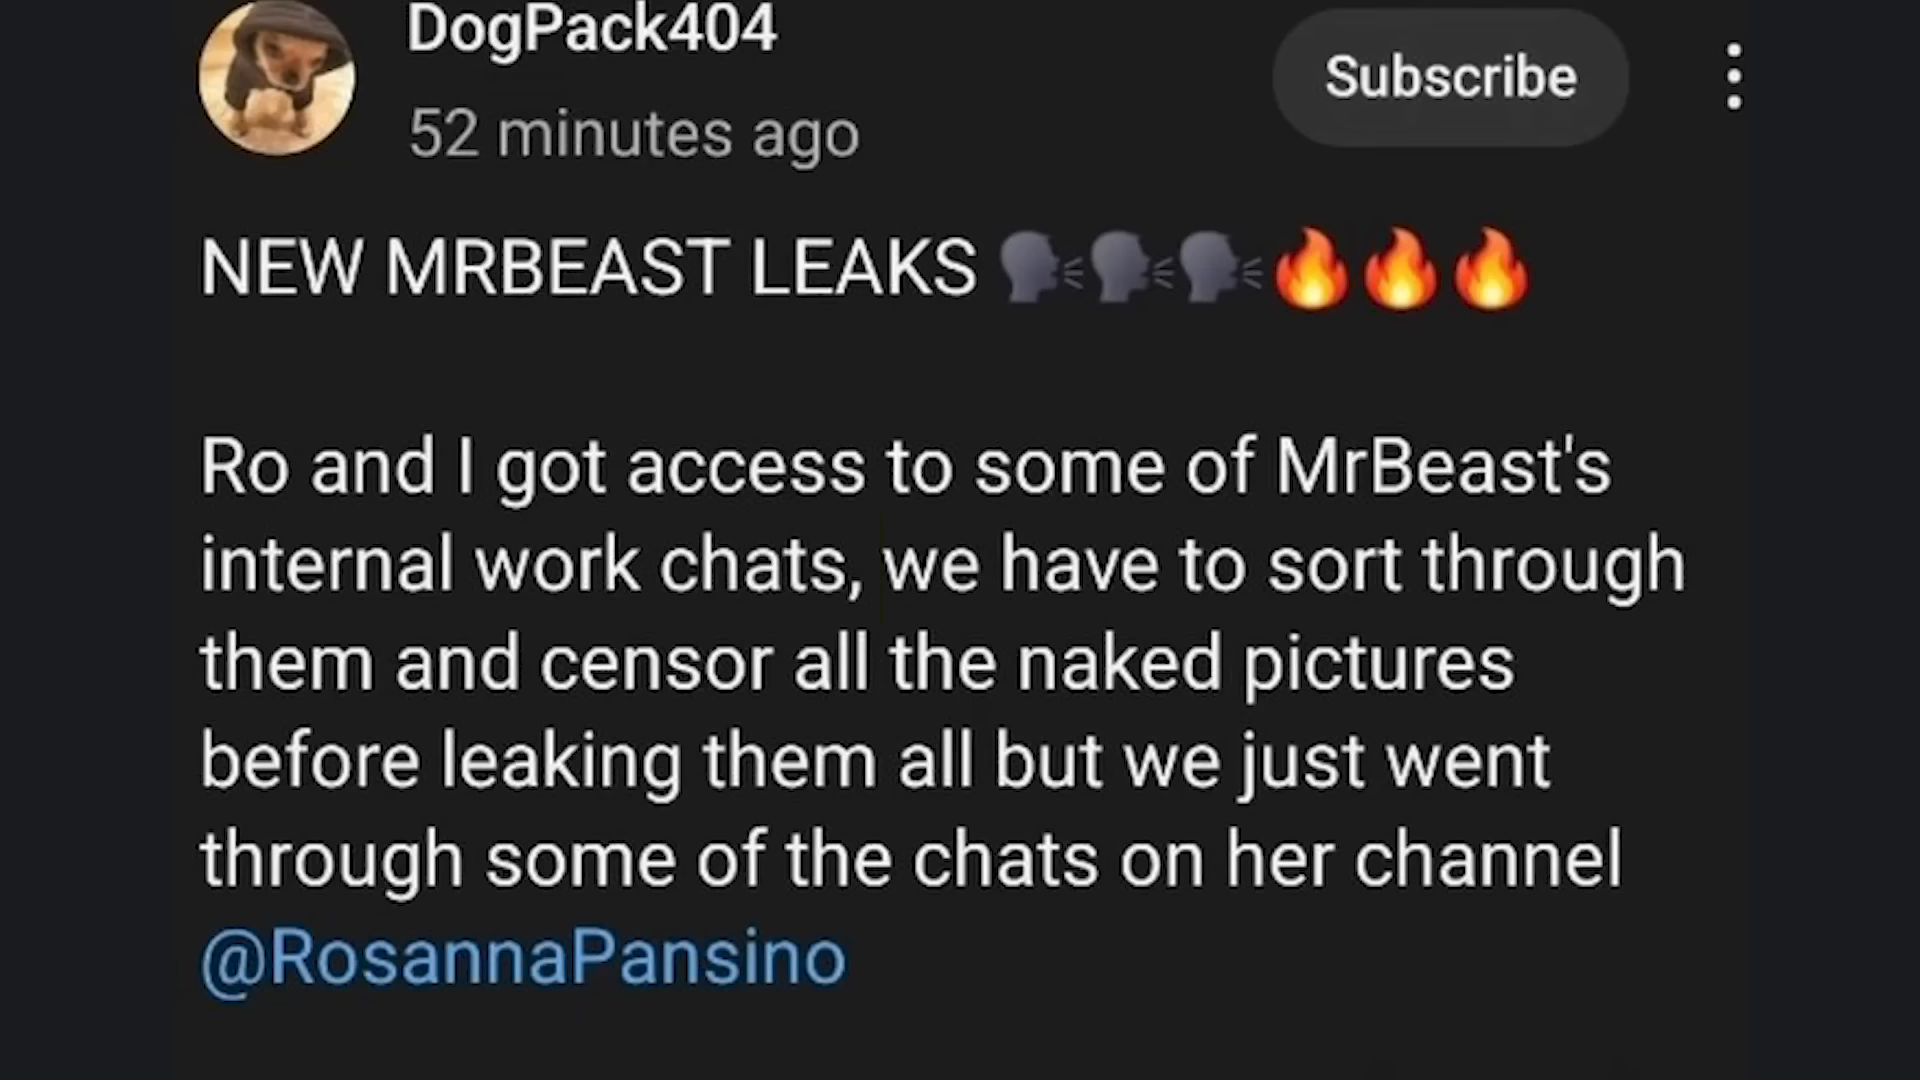 DogPack404
Subscribe
52 minutes ago
NEW MRBEAST LEAKS 🗣️🗣️🗣️🔥🔥🔥
Ro and I got access to some of MrBeast's
internal work chats, we have to sort through
them and censor all the naked pictures
before leaking them all but we just went
through some of the chats on her channel
@RosannaPansino